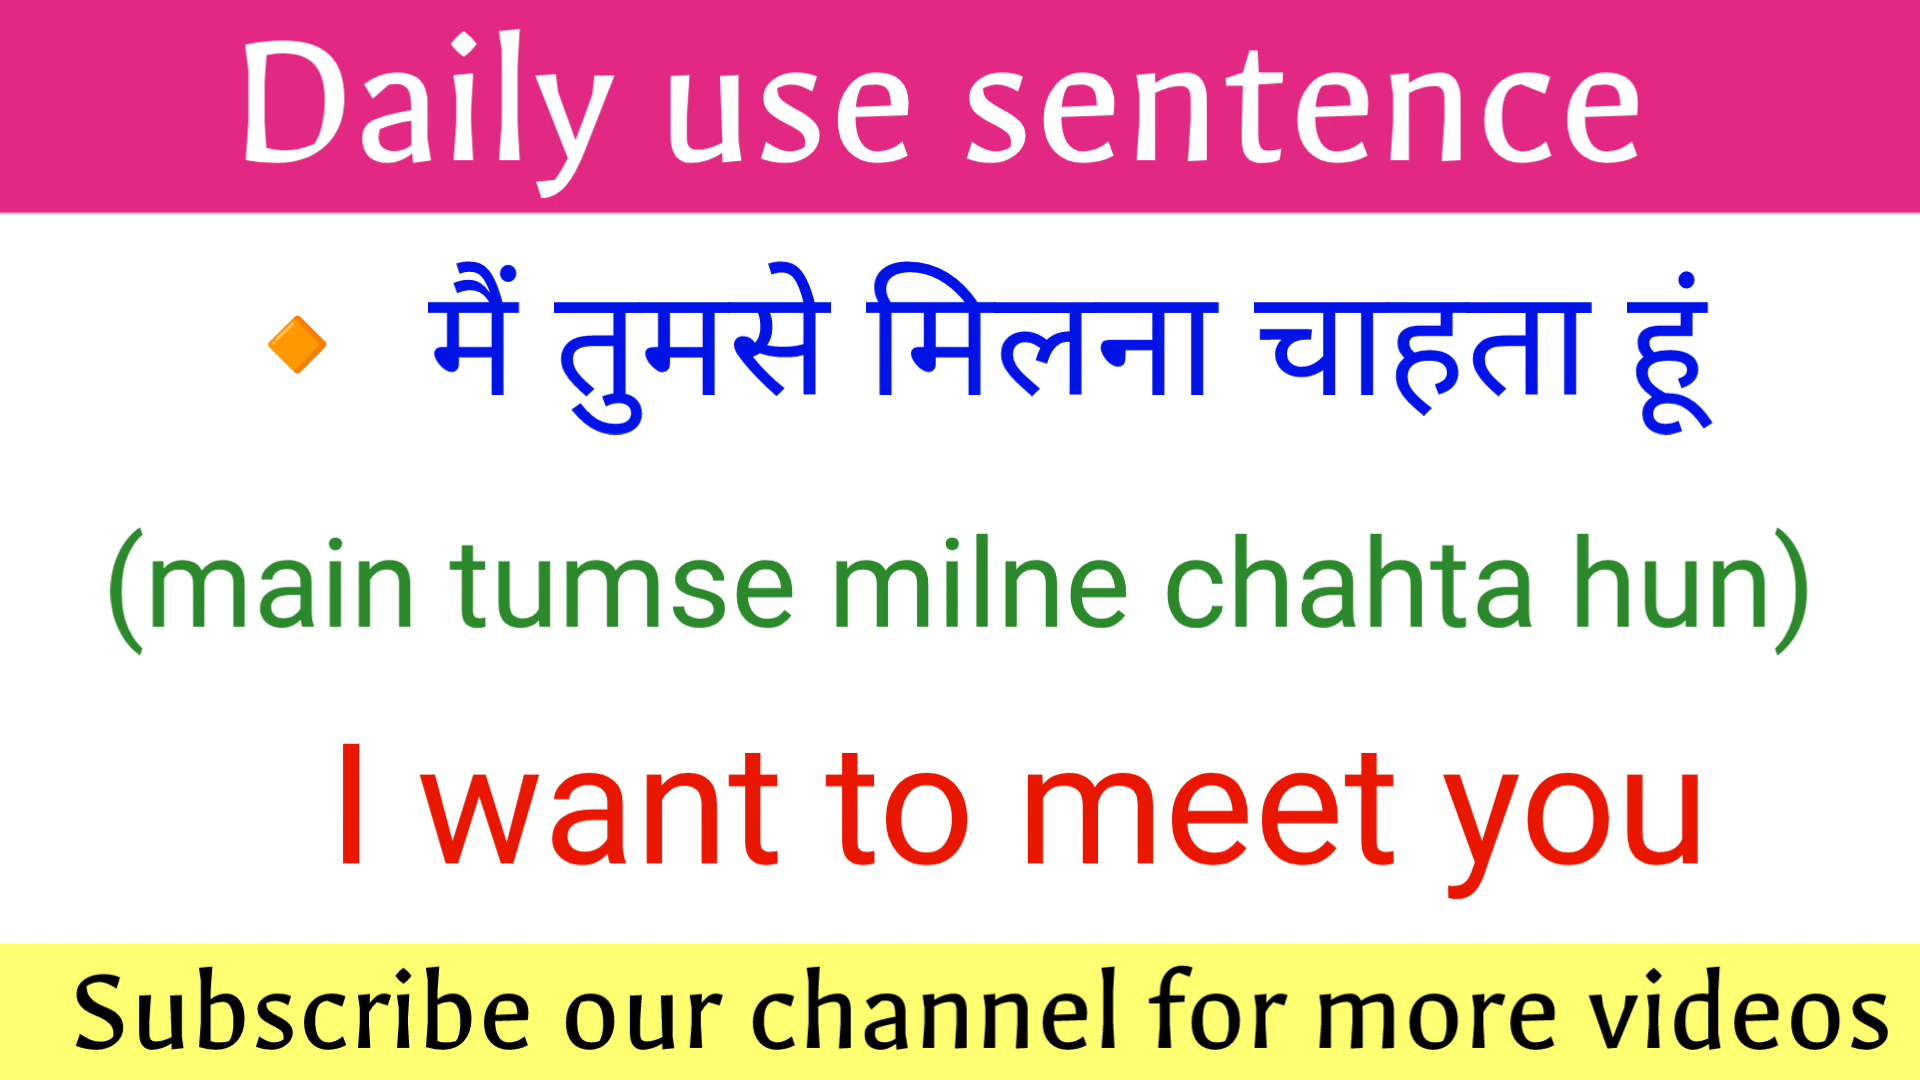 Daily use sentence
🔸 मैं तुमसे मिलना चाहता हूं
(main tumse milne chahta hun)
I want to meet you
Subscribe our channel for more videos